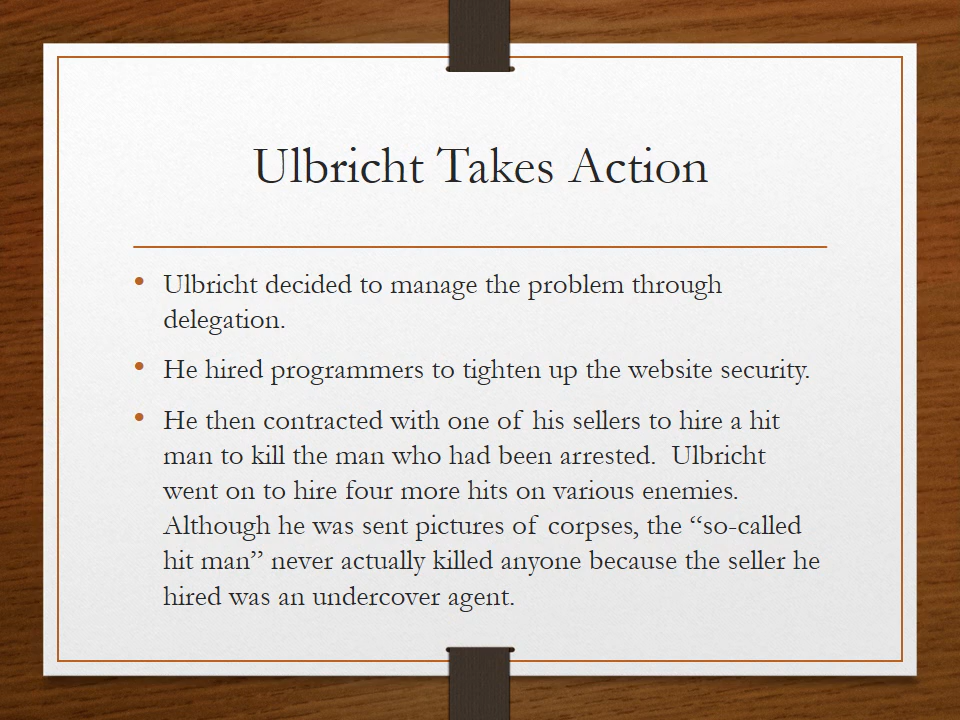 Ulbricht Takes Action
• Ulbricht decided to manage the problem through
delegation.
• He hired programmers to tighten up the website security.
• He then contracted with one of his sellers to hire a hit
man to kill the man who had been arrested.  Ulbricht
went on to hire four more hits on various enemies.
Although he was sent pictures of corpses, the “so-called
hit man” never actually killed anyone because the seller he
hired was an undercover agent.